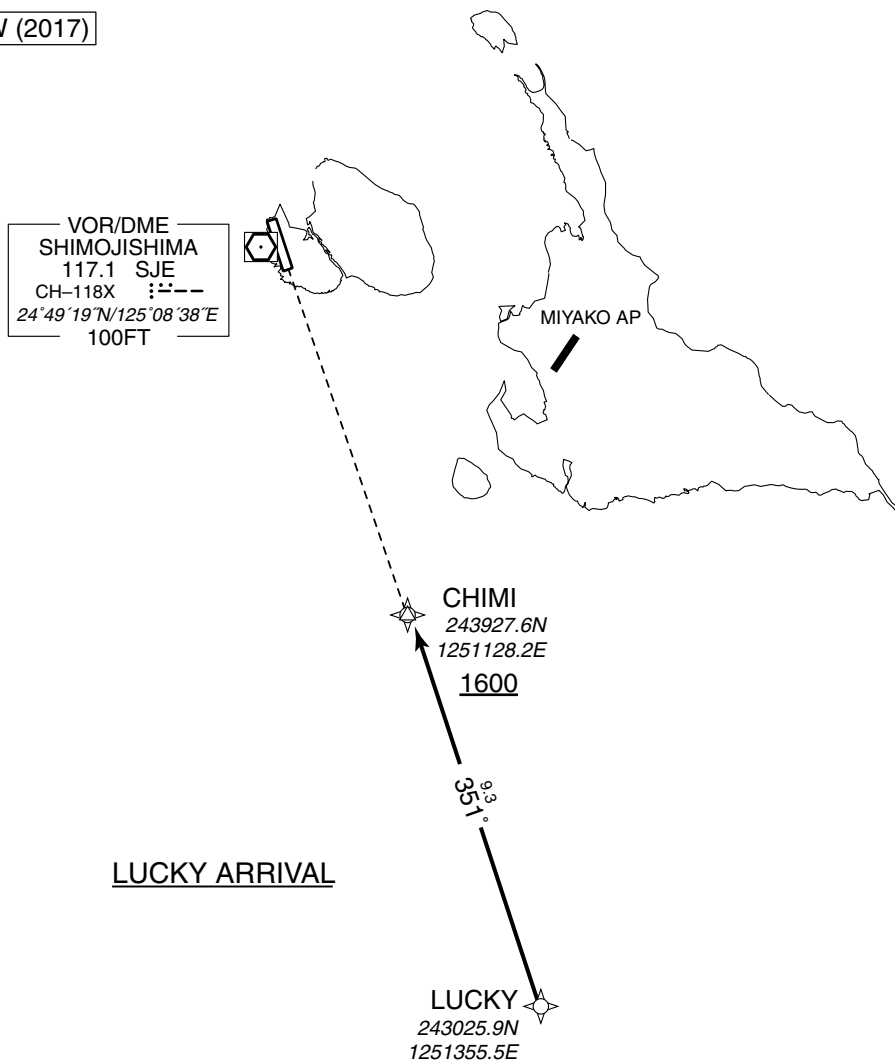 (2017)
VOR/DME
SHIMOJISHIMA
117.1 SJE
CH–118X
24°49´19˝N/125°08´38˝E
100FT
MIYAKO AP
CHIMI
243927.6N
1251128.2E
1600
9.3
351°
LUCKY ARRIVAL
LUCKY
243025.9N
1251355.5E